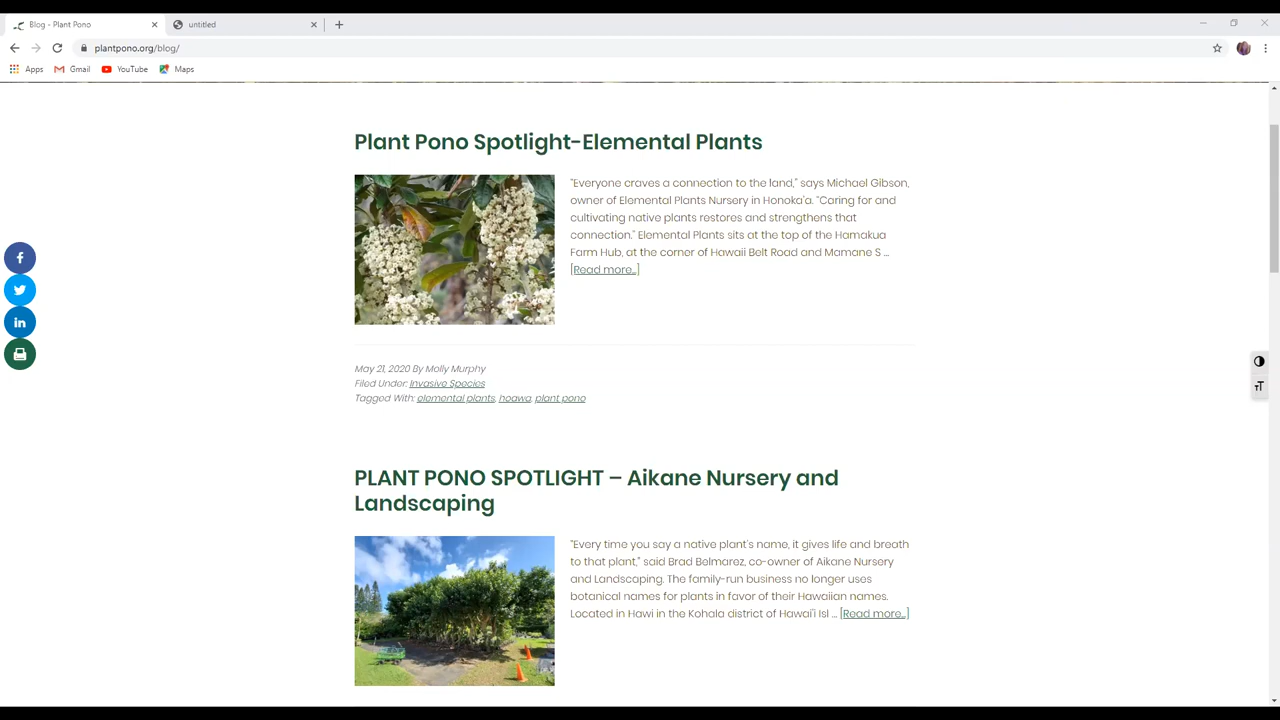 Blog - Plant Pono
untitled
plantpono.org/blog/
Apps
Gmail
YouTube
Maps
Plant Pono Spotlight-Elemental Plants
"Everyone craves a connection to the land," says Michael Gibson,
owner of Elemental Plants Nursery in Honoka'a. "Caring for and
cultivating native plants restores and strengthens that
connection." Elemental Plants sits at the top of the Hamakua
Farm Hub, at the corner of Hawaii Belt Road and Mamane S ...
[Read more...]
May 21, 2020 By Molly Murphy
Filed Under: Invasive Species
Tagged With: elemental plants, hoawa, plant pono
PLANT PONO SPOTLIGHT – Aikane Nursery and
Landscaping
"Every time you say a native plant's name, it gives life and breath
to that plant," said Brad Belmarez, co-owner of Aikane Nursery
and Landscaping. The family-run business no longer uses
botanical names for plants in favor of their Hawaiian names.
Located in Hawi in the Kohala district of Hawai'i Isl ... [Read more...]